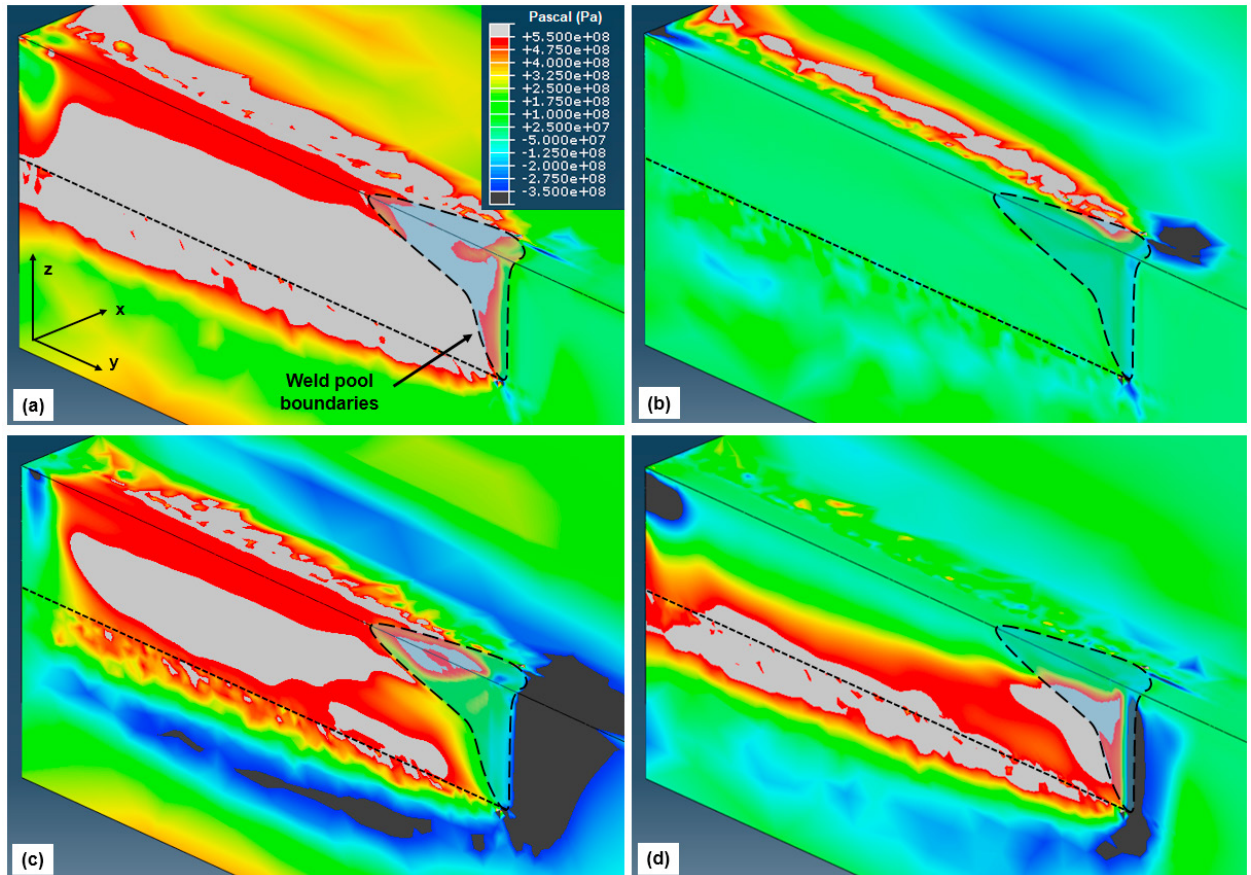 Pascal (Pa)
+5.500e+08
+4.750e+08
+4.000e+08
+3.250e+08
+2.500e+08
+1.750e+08
+1.000e+08
+2.500e+07
-5.000e+07
-1.250e+08
-2.000e+08
-2.750e+08
-3.500e+08
z
x
y
Weld pool
boundaries
(a)
(b)
(c)
(d)